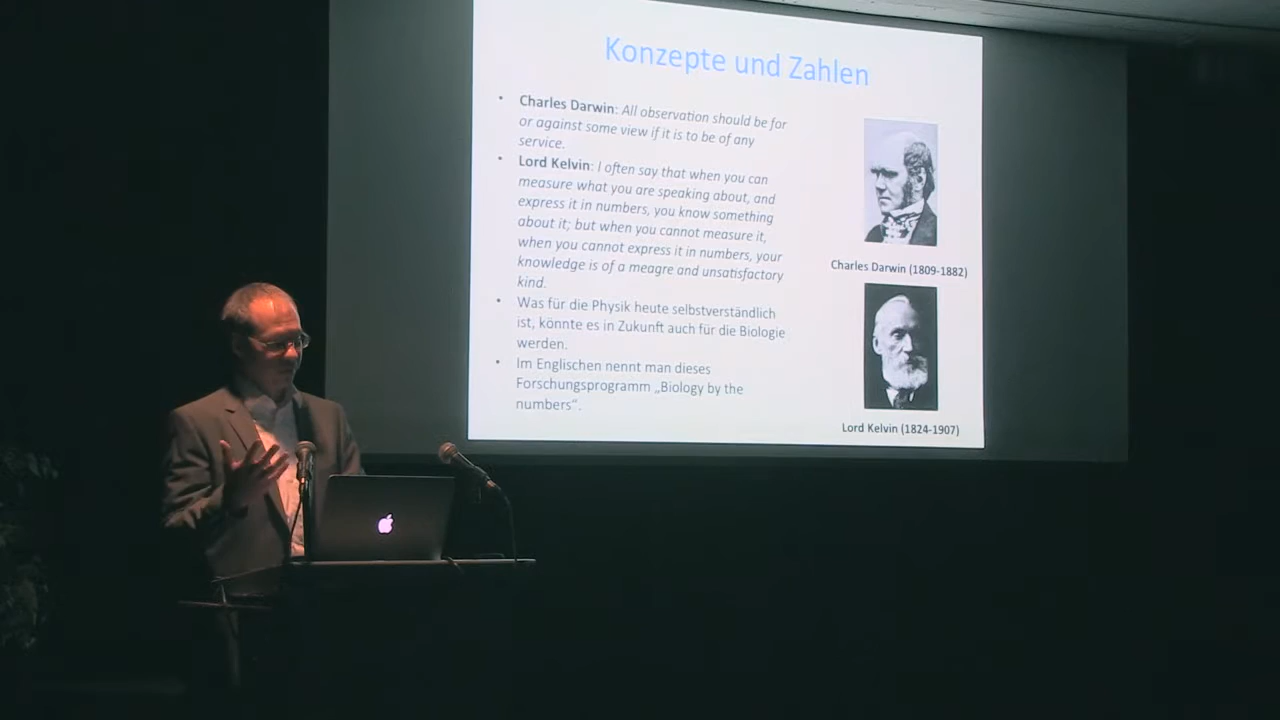 Konzepte und Zahlen
• Charles Darwin: All observation should be for
or against some view if it is to be of any
service.
• Lord Kelvin: I often say that when you can
measure what you are speaking about, and
express it in numbers, you know something
about it; but when you cannot measure it,
when you cannot express it in numbers, your
knowledge is of a meagre and unsatisfactory
kind.
• Was für die Physik heute selbstverständlich
ist, könnte es in Zukunft auch für die Biologie
werden.
• Im Englischen nennt man dieses
Forschungsprogramm „Biology by the
numbers“.
Charles Darwin (1809-1882)
Lord Kelvin (1824-1907)